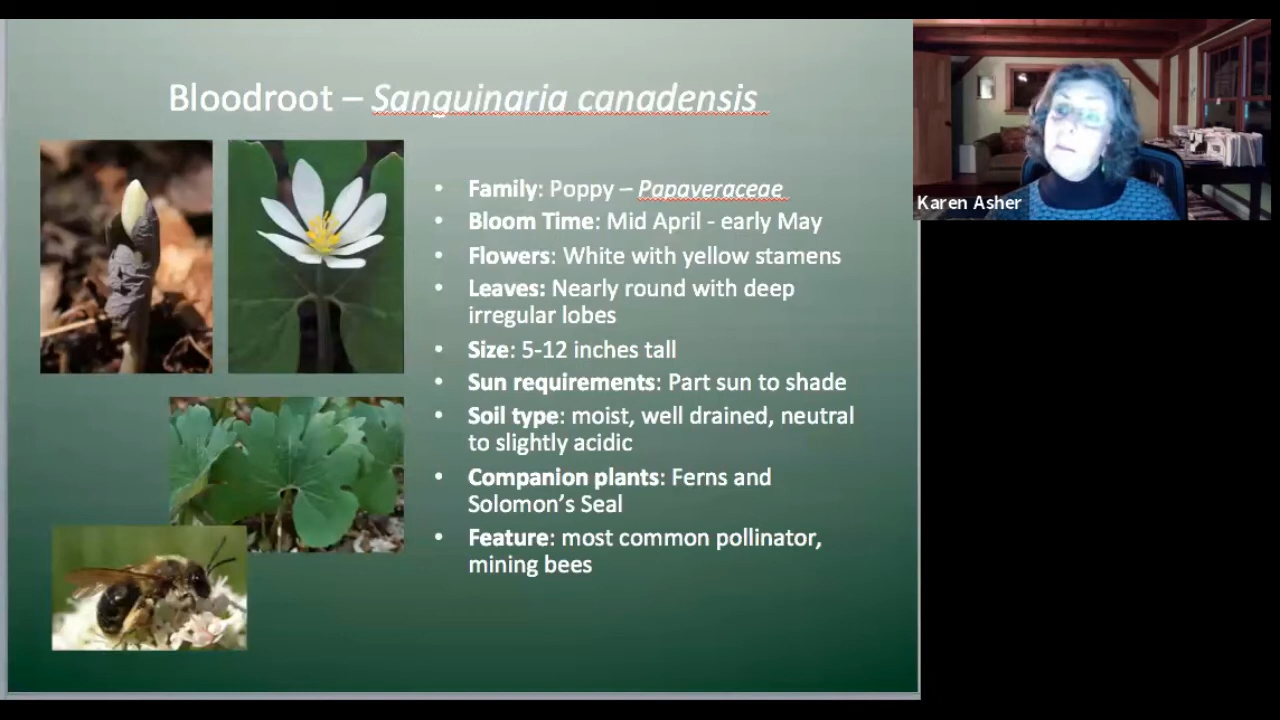 Bloodroot – Sanguinaria canadensis
Karen Asher
• Family: Poppy – Papaveraceae
• Bloom Time: Mid April - early May
• Flowers: White with yellow stamens
• Leaves: Nearly round with deep
irregular lobes
• Size: 5-12 inches tall
• Sun requirements: Part sun to shade
• Soil type: moist, well drained, neutral
to slightly acidic
• Companion plants: Ferns and
Solomon's Seal
• Feature: most common pollinator,
mining bees